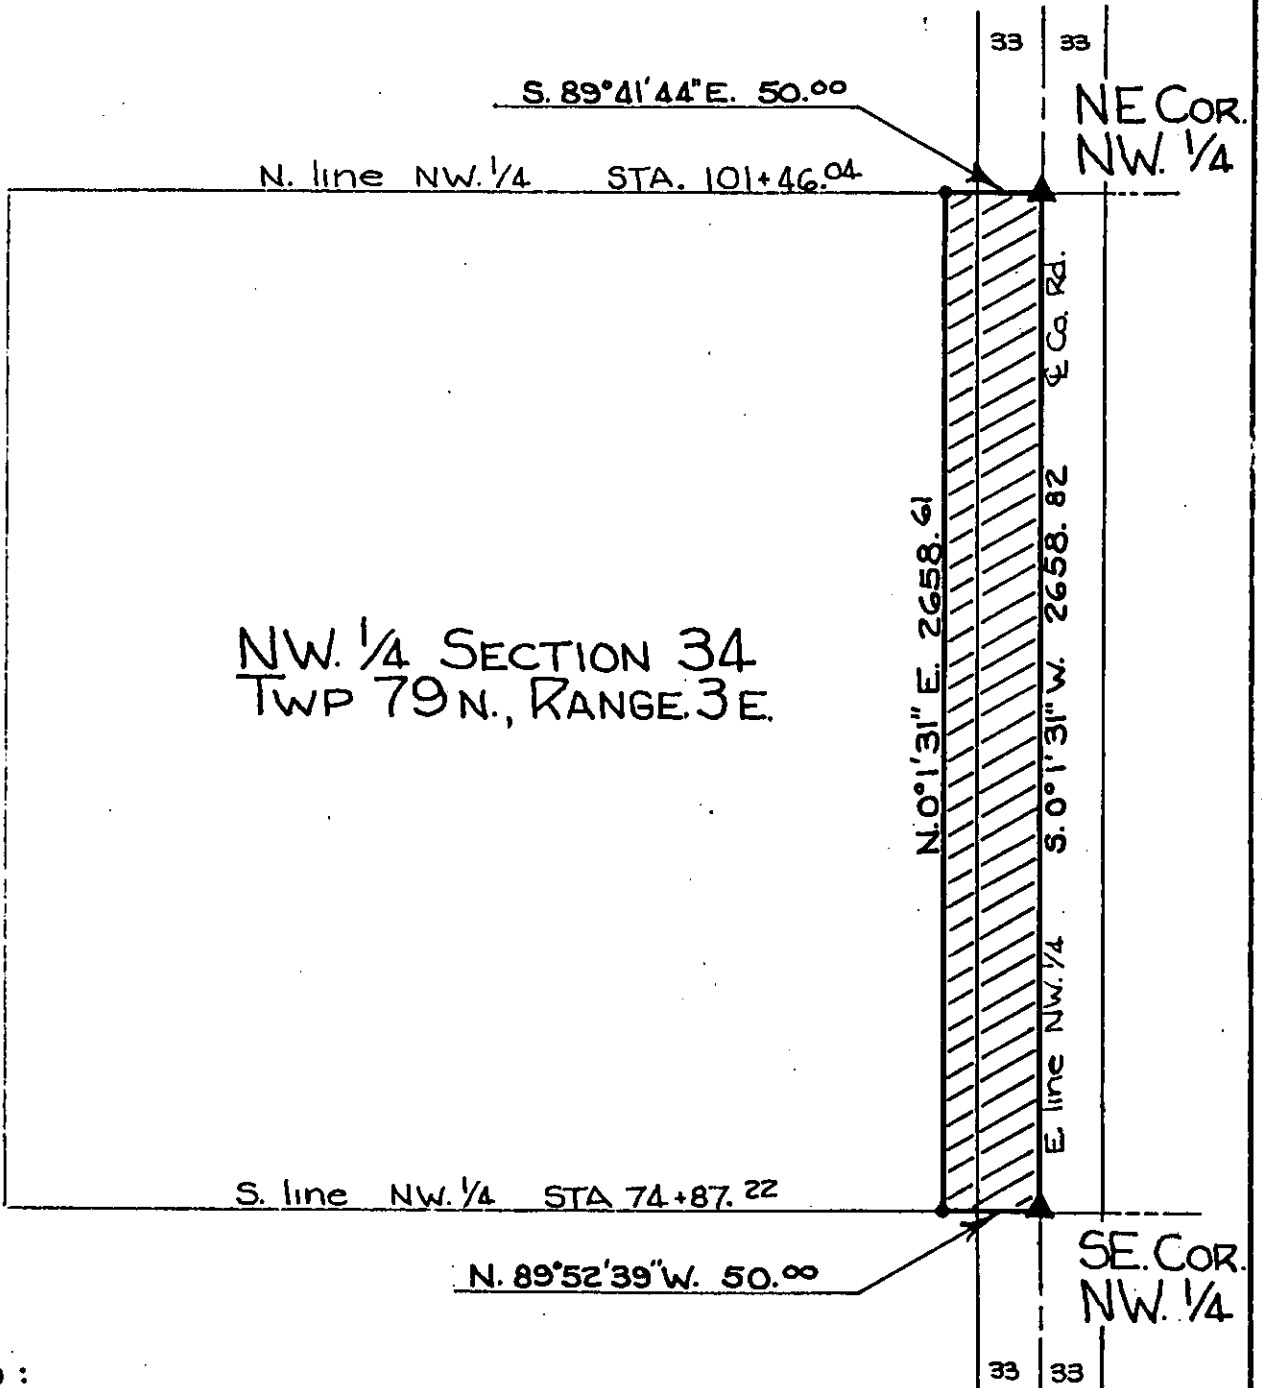 33 33
S. 89°41'44"E. 50.00
NE COR.
NW. 1/4
N. line NW. 1/4 STA. 101+46.04
℄ Co. Rd.
N.0°1'31" E. 2658.61
S.0°1'31" W. 2658.82
NW. 1/4 SECTION 34
TWP 79 N., RANGE. 3 E.
E line NW. 1/4
S. line NW. 1/4 STA 74+87.22
SE. COR.
NW. 1/4
N. 89°52'39"W. 50.00
:
33 33